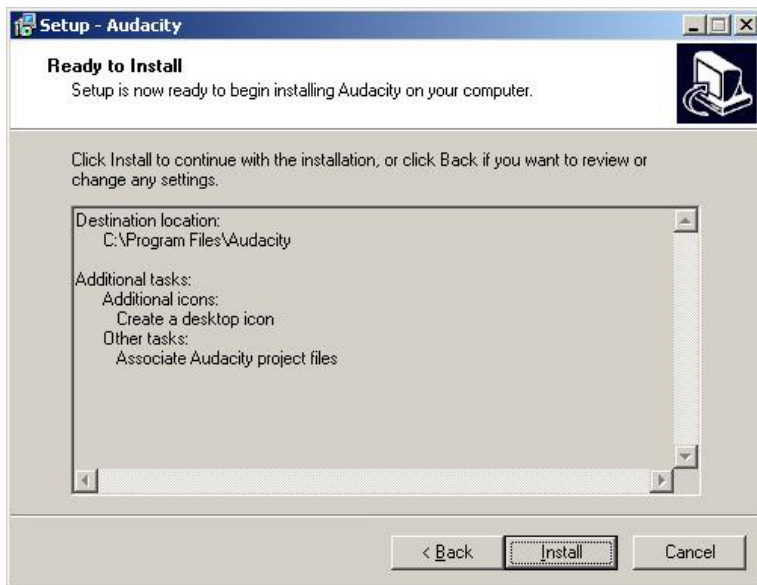 Setup - Audacity
Ready to Install
Setup is now ready to begin installing Audacity on your computer.
Click Install to continue with the installation, or click Back if you want to review or
change any settings.
Destination location:
C:\Program Files\Audacity
Additional tasks:
Additional icons:
Create a desktop icon
Other tasks:
Associate Audacity project files
< Back
Install
Cancel